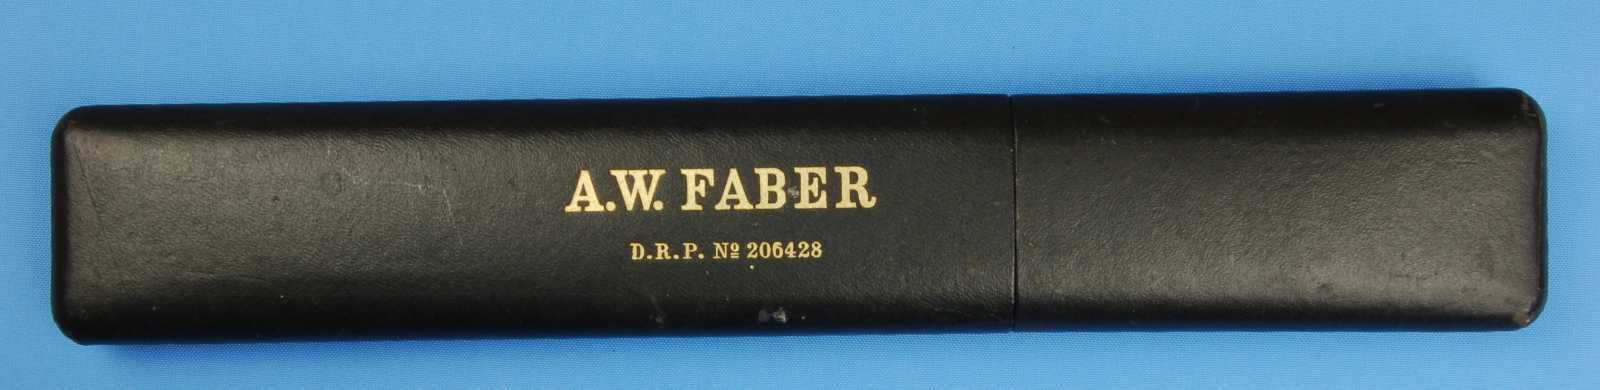 A.W. FABER
D.R.P. Nº 206428